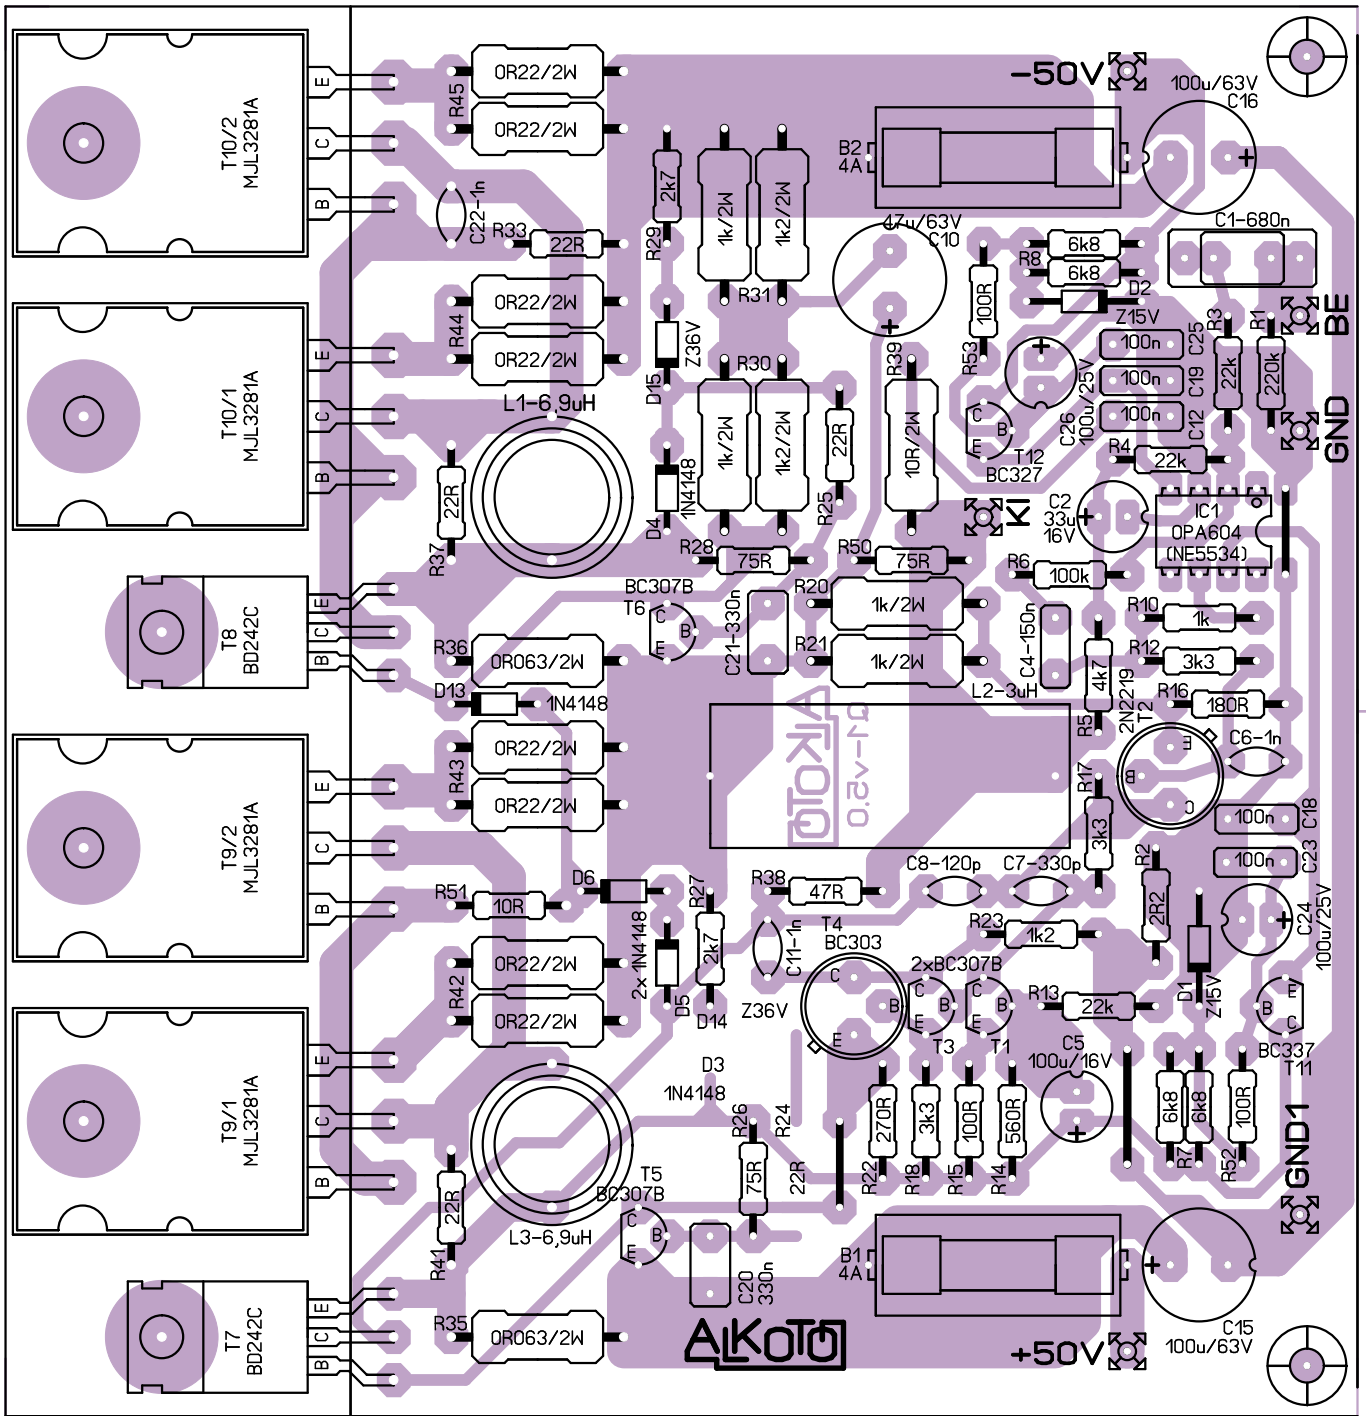 0R22/2W
R45
0R22/2W
-50V
100u/63V
C16
E
C
B
T10/2
MJL3281A
B2
4A
2k7
1k/2W
1k2/2W
C22-1n
R33
22R
R29
47u/63V
C10
C1-680n
R8
6k8
6k8
D2
Z15V
100R
R53
R31
0R22/2W
R44
0R22/2W
Z36V
D15
R30
R39
R3
R1
BE
E
C
B
T10/1
MJL3281A
L1-6,9uH
22R
R37
1k/2W
1k2/2W
22R
R25
10R/2W
100u/25V
C26
C
B
E
T12
BC327
100n
C25
100n
C19
100n
C12
22k
220k
GND
R4
22k
1N4148
D4
K1
C2
33u
16V
IC1
OPA604
(NE5534)
R28
75R
R50
75R
R6
100k
E
C
B
T8
BD242C
BC307B
T6
C
B
E
C21-330n
R20
1k/2W
R21
1k/2W
C4-150n
R10
1k
R12
3k3
R36
0R063/2W
4k7
R5
2N2219
T2
R16
180R
D13
1N4148
L2-3uH
ALKOTO
Q1-v5.0
E
B
C
C6-1n
0R22/2W
R43
0R22/2W
E
C
B
T9/2
MJL3281A
R17
3k3
100n
C18
100n
C23
R2
2R2
D6
R27
R38
47R
C8-120p
C7-330p
R51
10R
2x 1N4148
D5
2k7
D14
C11-1n
T4
BC303
C
B
E
R23
1k2
C24
100u/25V
2xBC307B
0R22/2W
R42
0R22/2W
Z36V
C
B
E
T3
C
B
E
T1
R13
22k
D1
Z15V
E
B
C
BC337
T11
E
C
B
T9/1
MJL3281A
D3
1N4148
C5
100u/16V
R26
R24
75R
22R
270R
R22
3k3
R18
100R
R15
560R
R14
6k8
R7
6k8
100R
R52
GND1
22R
R41
L3-6,9uH
T5
BC307B
C
B
E
C20
330n
B1
4A
E
C
B
T7
BD242C
R35
0R063/2W
ALKOTO
+50V
C15
100u/63V